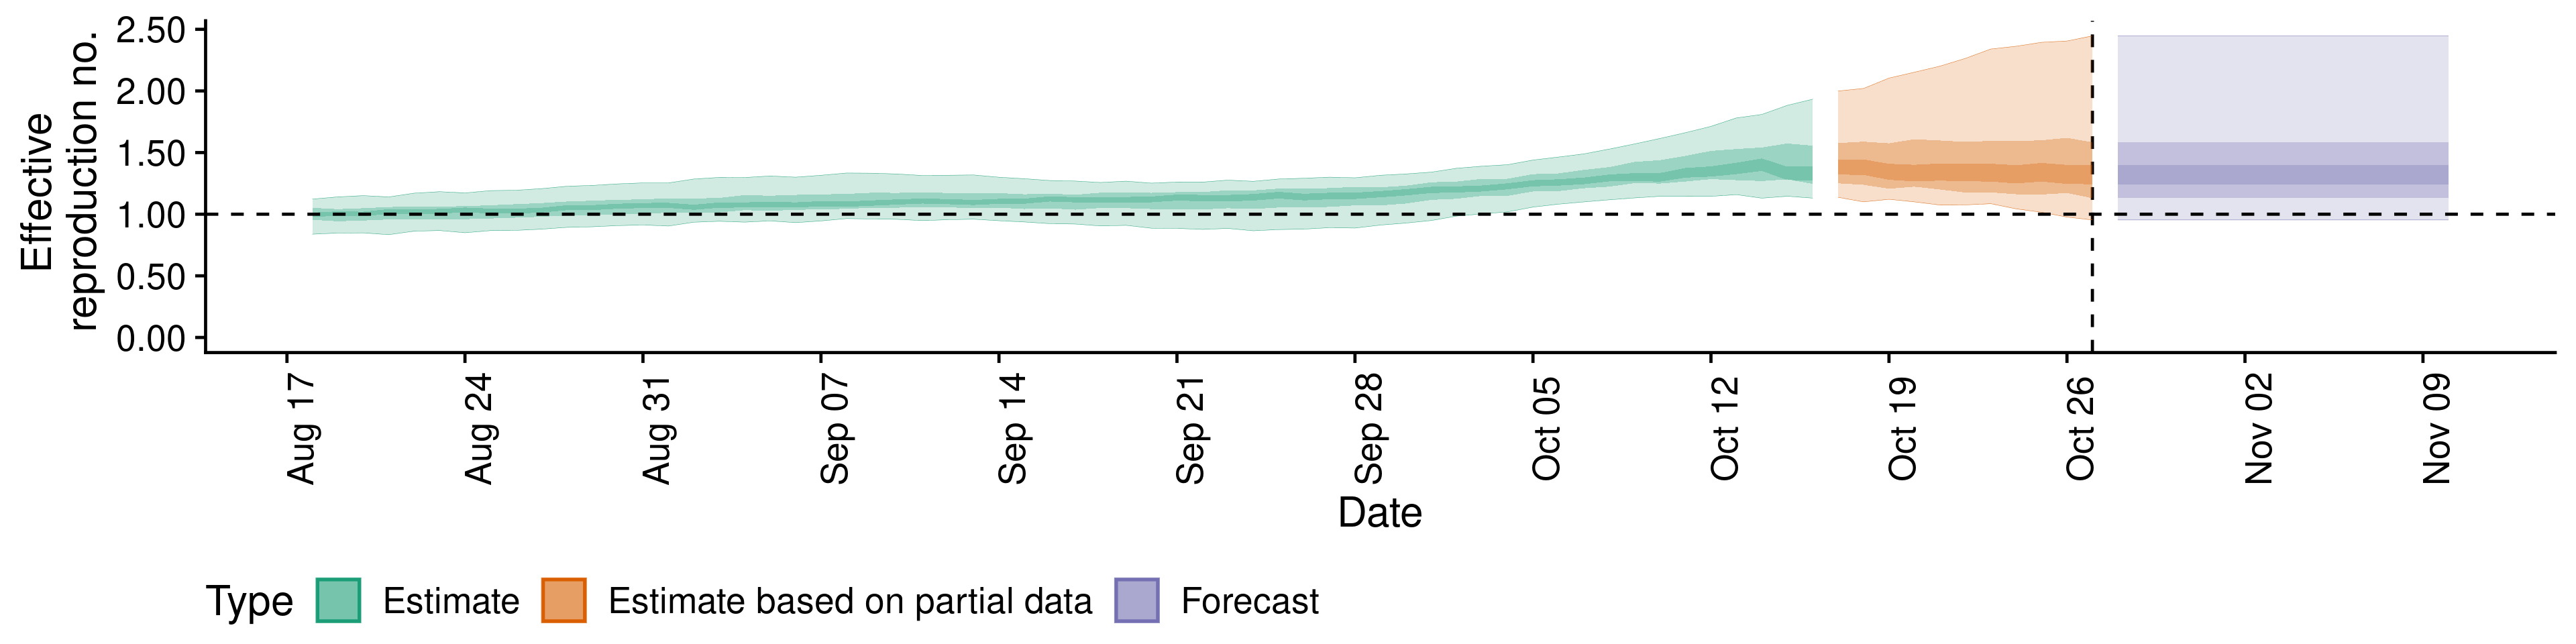 Effective
reproduction no.
2.50
2.00
1.50
1.00
0.50
0.00
Aug 17
Aug 24
Aug 31
Sep 07
Sep 14
Sep 21
Sep 28
Oct 05
Oct 12
Oct 19
Oct 26
Nov 02
Nov 09
Date
Type Estimate Estimate based on partial data Forecast